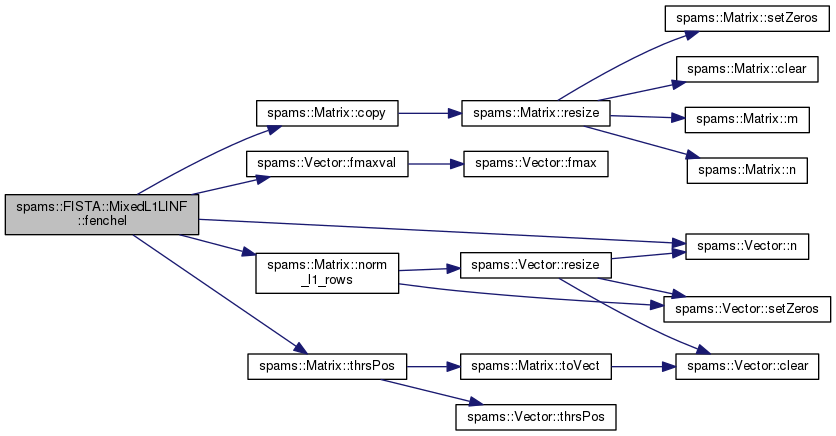 spams::Matrix::setZeros
spams::Matrix::clear
spams::Matrix::copy
spams::Matrix::resize
spams::Matrix::m
spams::Vector::fmaxval
spams::Vector::fmax
spams::Matrix::n
spams::FISTA::MixedL1LINF
::fenchel
spams::Vector::n
spams::Matrix::norm
_l1_rows
spams::Vector::resize
spams::Vector::setZeros
spams::Matrix::thrsPos
spams::Matrix::toVect
spams::Vector::clear
spams::Vector::thrsPos